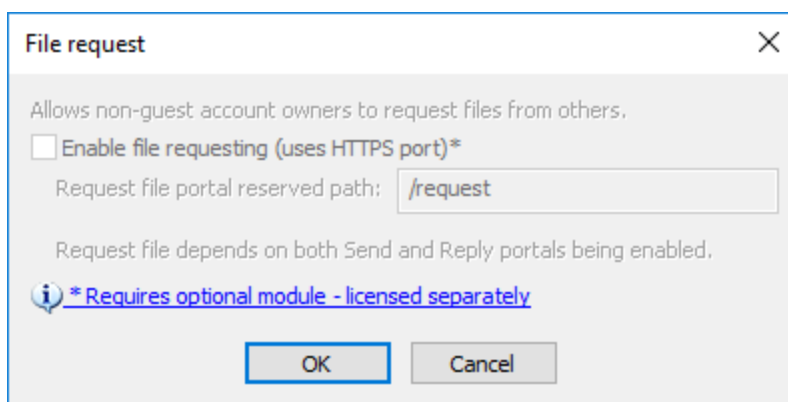 File request
Allows non-guest account owners to request files from others.
Enable file requesting (uses HTTPS port)*
Request file portal reserved path: /request
Request file depends on both Send and Reply portals being enabled.
* Requires optional module - licensed separately
OK Cancel